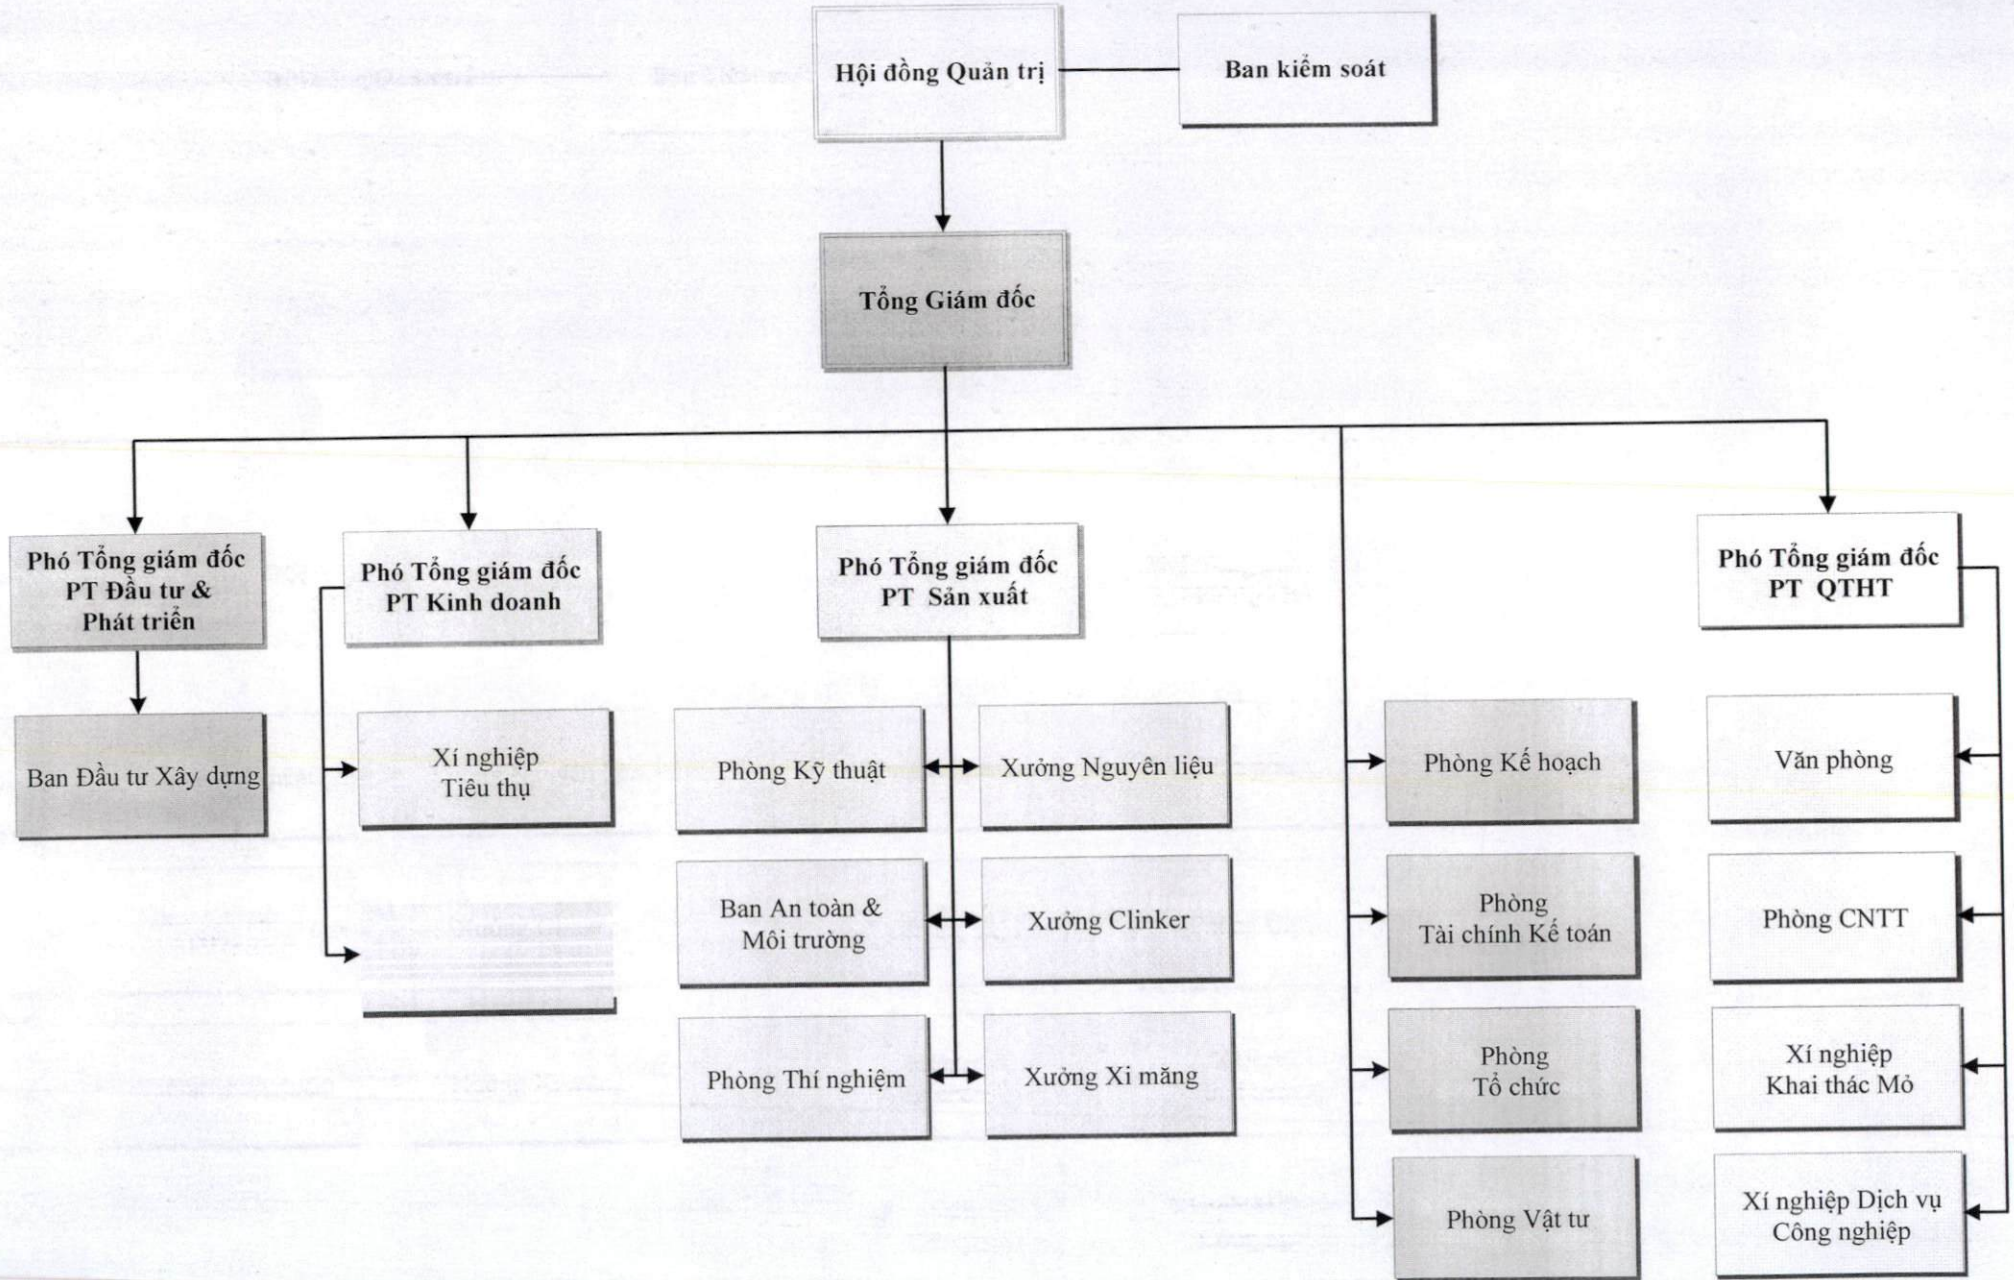 Hội đồng Quản trị
Ban kiểm soát
Tổng Giám đốc
Phó Tổng giám đốc
PT Đầu tư &
Phát triển
Phó Tổng giám đốc
PT Kinh doanh
Phó Tổng giám đốc
PT Sản xuất
Phó Tổng giám đốc
PT QTHT
Ban Đầu tư Xây dựng
Xí nghiệp
Tiêu thụ
Phòng Kỹ thuật
Xưởng Nguyên liệu
Phòng Kế hoạch
Văn phòng
Ban An toàn &
Môi trường
Xưởng Clinker
Phòng
Tài chính Kế toán
Phòng CNTT
Phòng Thí nghiệm
Xưởng Xi măng
Phòng
Tổ chức
Xí nghiệp
Khai thác Mỏ
Phòng Vật tư
Xí nghiệp Dịch vụ
Công nghiệp